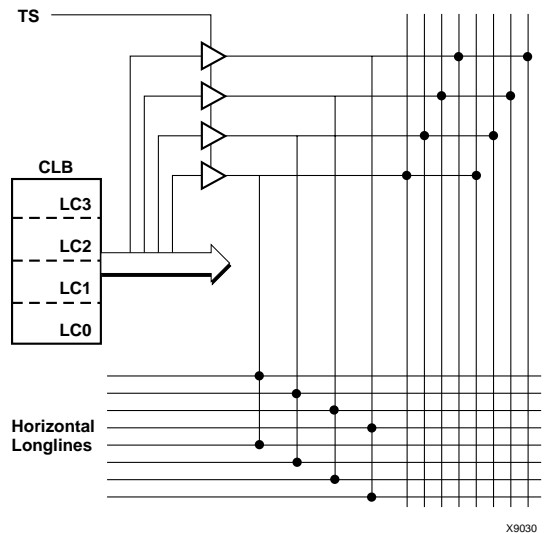 TS
CLB
LC3
LC2
LC1
LC0
Horizontal
Longlines
X9030